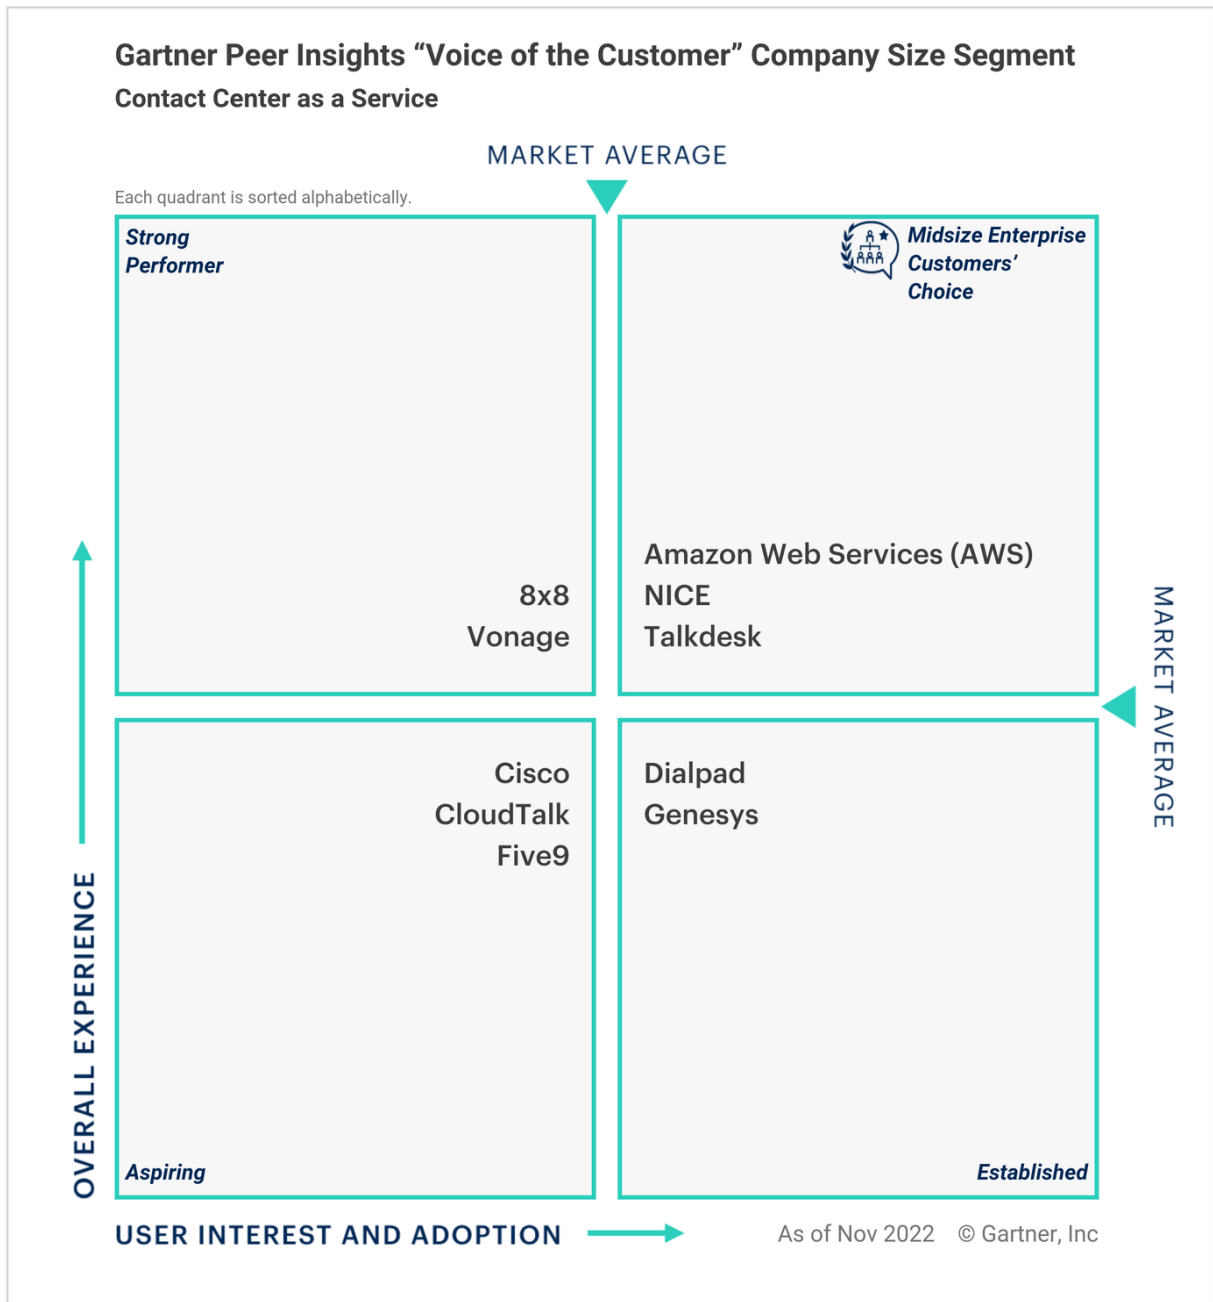 Gartner Peer Insights “Voice of the Customer” Company Size Segment
Contact Center as a Service
MARKET AVERAGE
Each quadrant is sorted alphabetically.
Strong
Performer
Midsize Enterprise
Customers’
Choice
8x8
Vonage
Amazon Web Services (AWS)
NICE
Talkdesk
MARKET AVERAGE
Cisco
CloudTalk
Five9
Dialpad
Genesys
OVERALL EXPERIENCE
Aspiring
Established
USER INTEREST AND ADOPTION
As of Nov 2022 © Gartner, Inc